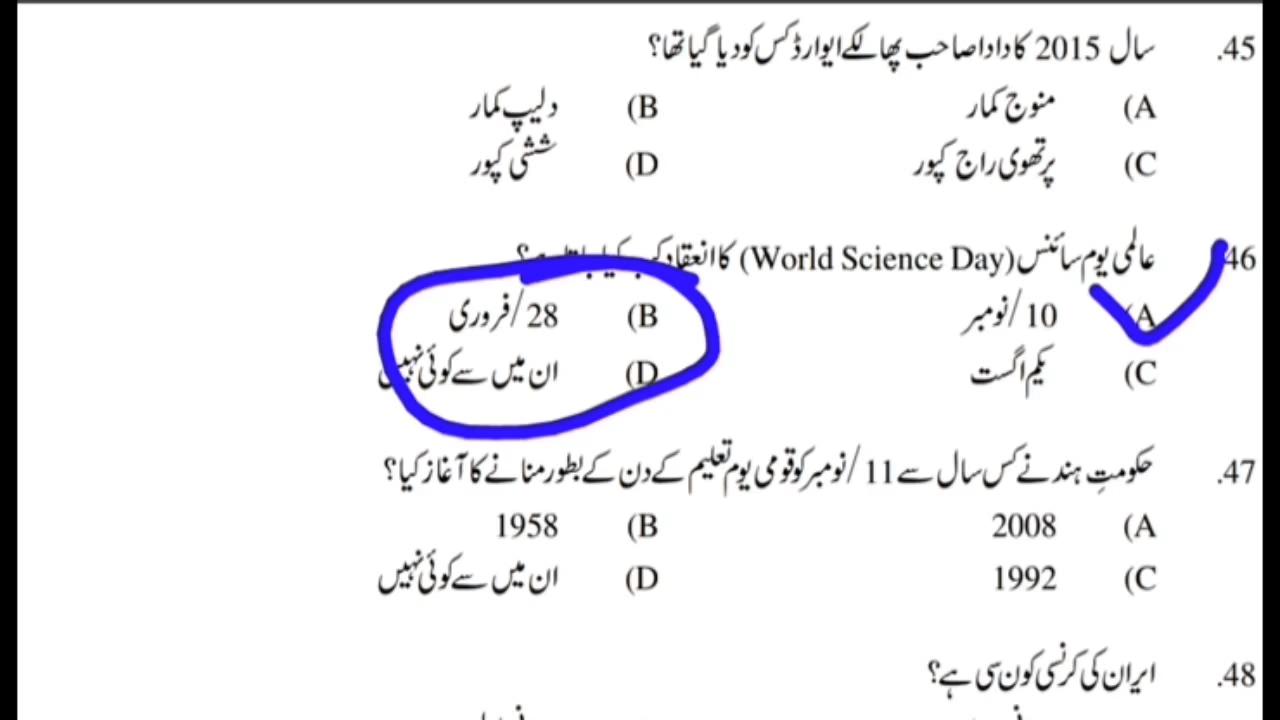 45. سال 2015 کا دادا صاحب پھالکے ایوارڈ کس کو دیا گیا تھا؟
A) منوج کمار B) دلیپ کمار
C) پرتھوی راج کپور D) ششی کپور
46 عالمی یوم سائنس (World Science Day) کا انعقاد کب کیا جاتا ہے؟
A) 10/نومبر B) 28/فروری
C) یکم اگست D) ان میں سے کوئی نہیں
47. حکومتِ ہند نے کس سال سے 11/نومبر کو قومی یوم تعلیم کے دن کے بطور منانے کا آغاز کیا؟
A) 2008 B) 1958
C) 1992 D) ان میں سے کوئی نہیں
48. ایران کی کرنسی کون سی ہے؟